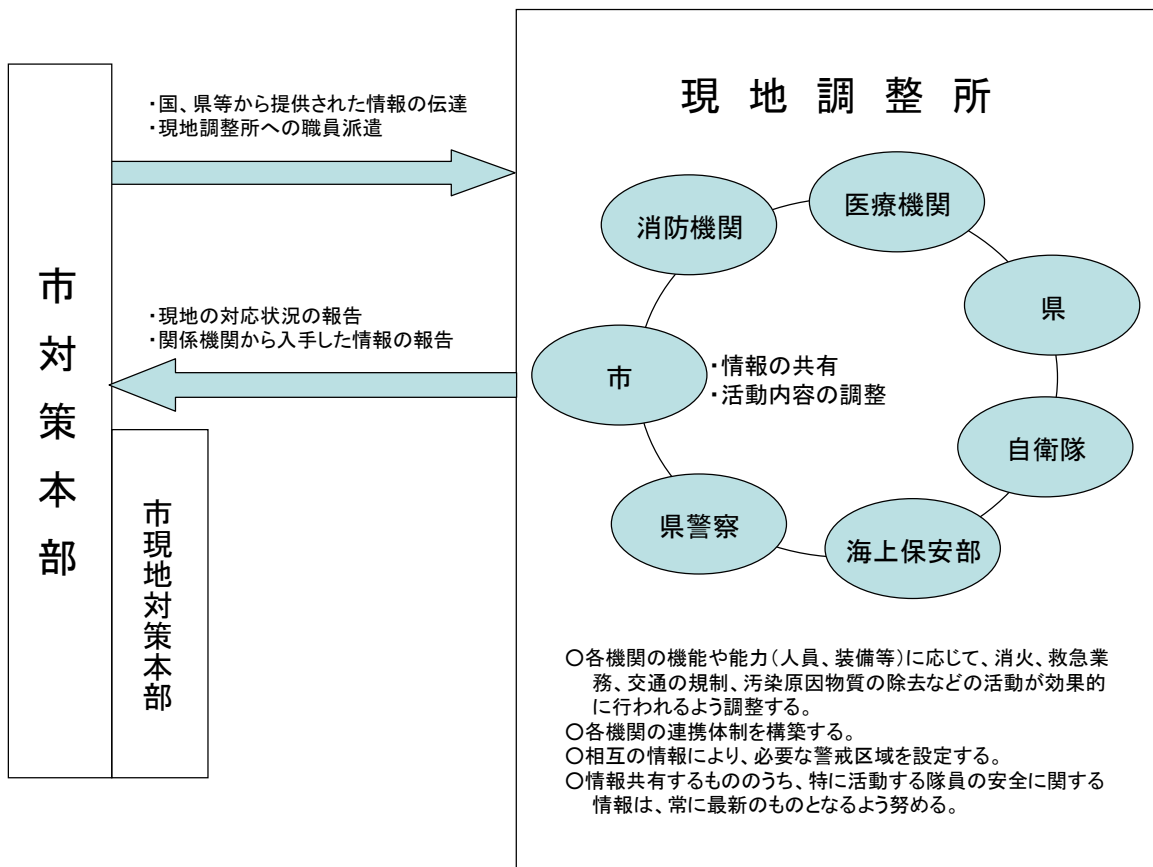 市対策本部
市現地対策本部
・国、県等から提供された情報の伝達
・現地調整所への職員派遣
・現地の対応状況の報告
・関係機関から入手した情報の報告
現地調整所
消防機関
医療機関
県
市
・情報の共有
・活動内容の調整
自衛隊
県警察
海上保安部
〇各機関の機能や能力（人員、装備等）に応じて、消火、救急業
務、交通の規制、汚染原因物質の除去などの活動が効果的
に行われるよう調整する。
〇各機関の連携体制を構築する。
〇相互の情報により、必要な警戒区域を設定する。
〇情報共有するもののうち、特に活動する隊員の安全に関する
情報は、常に最新のものとなるよう努める。